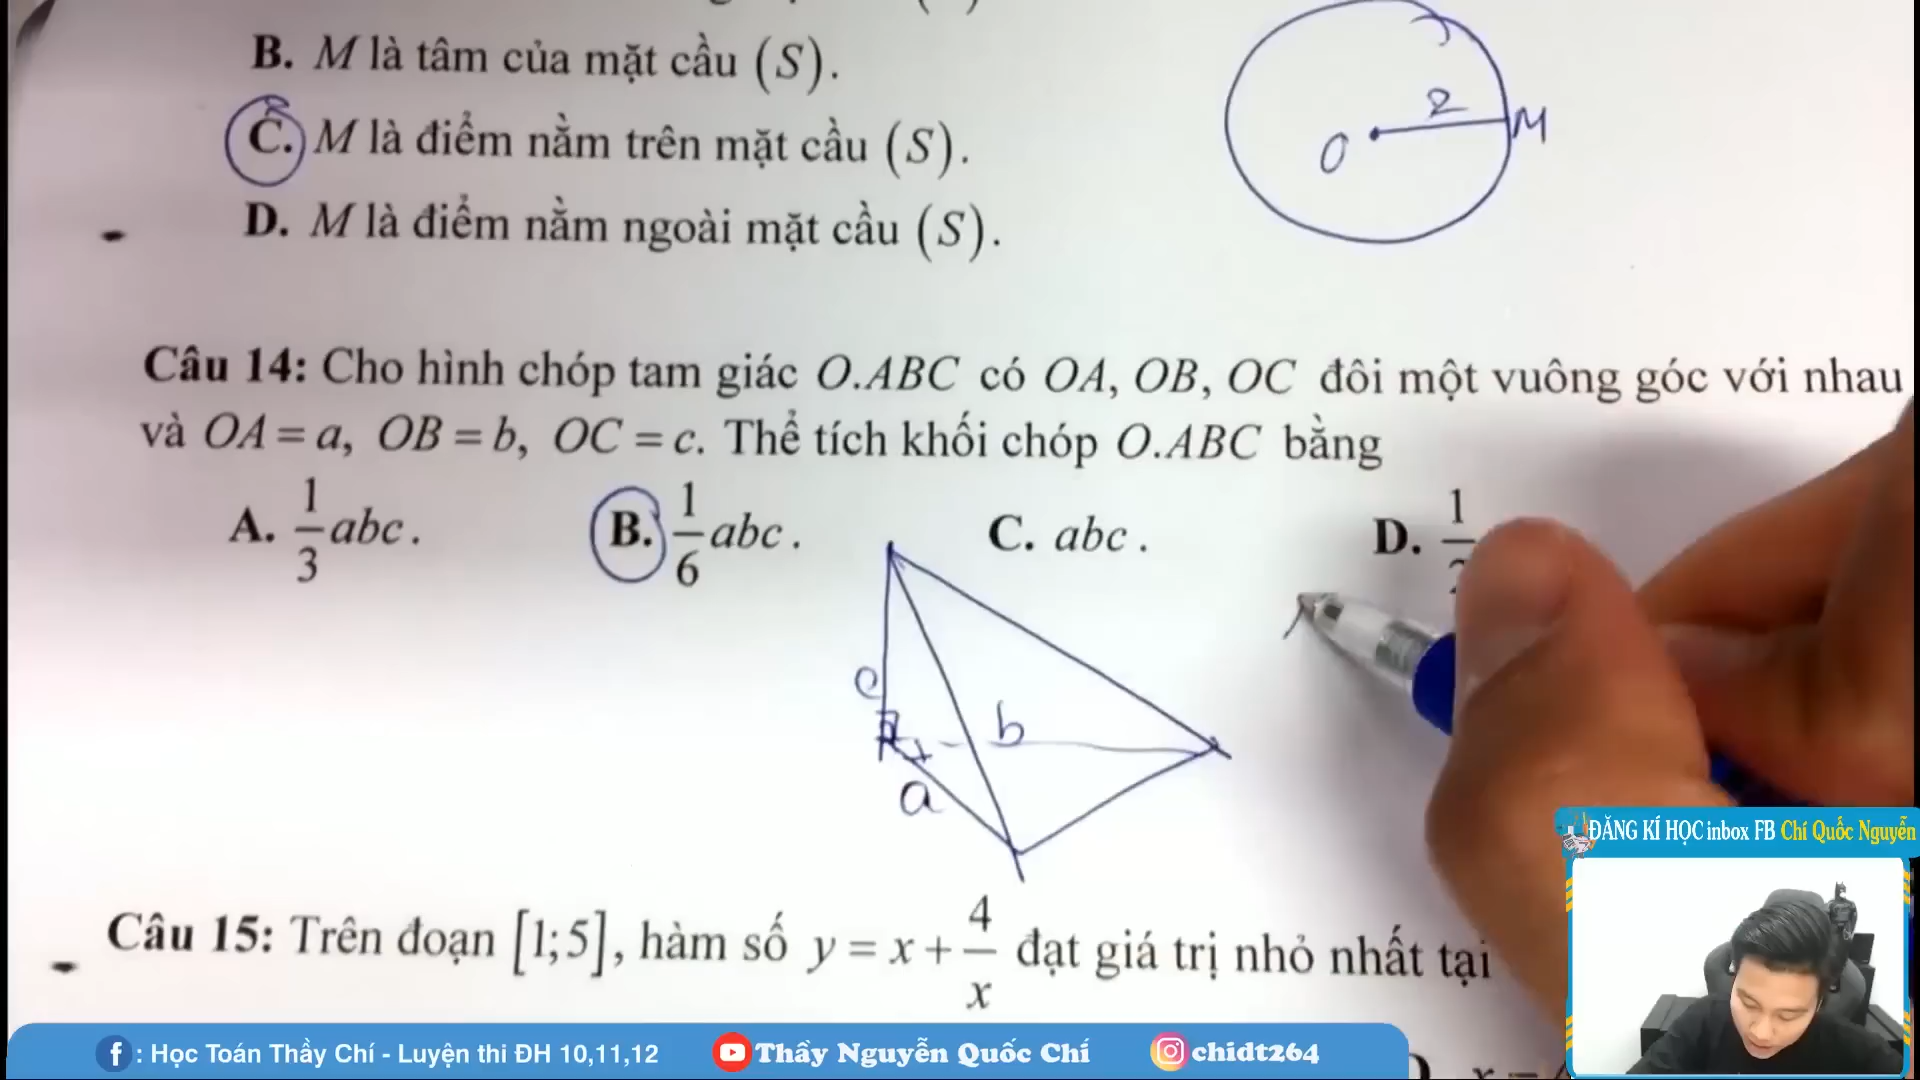 B. M là tâm của mặt cầu (S).
C. M là điểm nằm trên mặt cầu (S).
D. M là điểm nằm ngoài mặt cầu (S).
O 2 M
Câu 14: Cho hình chóp tam giác O.ABC có OA, OB, OC đôi một vuông góc với nhau
và OA = a, OB = b, OC = c. Thể tích khối chóp O.ABC bằng
A. 1/3 abc. B. 1/6 abc. C. abc. D. 1/
c
b
a
Câu 15: Trên đoạn [1;5], hàm số y = x + 4/x đạt giá trị nhỏ nhất tại
ĐĂNG KÍ HỌC inbox FB Chí Quốc Nguyễn
f : Học Toán Thầy Chí - Luyện thi ĐH 10,11,12 Thầy Nguyễn Quốc Chí chidt264